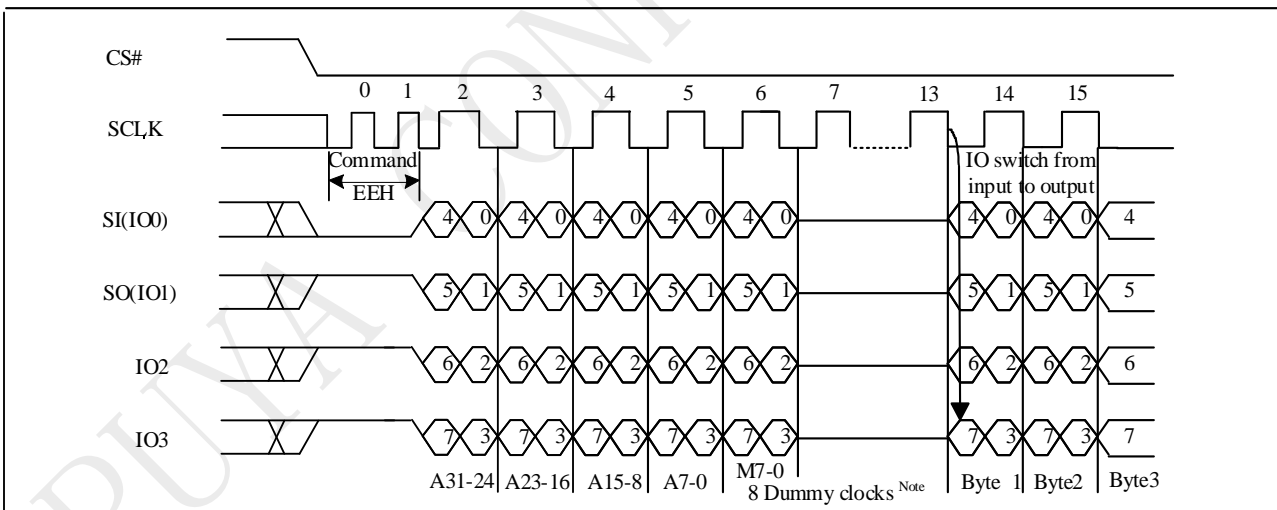 CS#
0 1 2 3 4 5 6 7 13 14 15
SCLK
Command
IO switch from
input to output
EEH
SI(IO0) 4 0 4 0 4 0 4 0 4 0 4 0 4 0 4
SO(IO1) 5 1 5 1 5 1 5 1 5 1 5 1 5 1 5
IO2 6 2 6 2 6 2 6 2 6 2 6 2 6 2 6
IO3 7 3 7 3 7 3 7 3 7 3 7 3 7 3 7
A31-24 A23-16 A15-8 A7-0 M7-0 Byte 1 Byte2 Byte3
8 Dummy clocks Note
PUYA CON